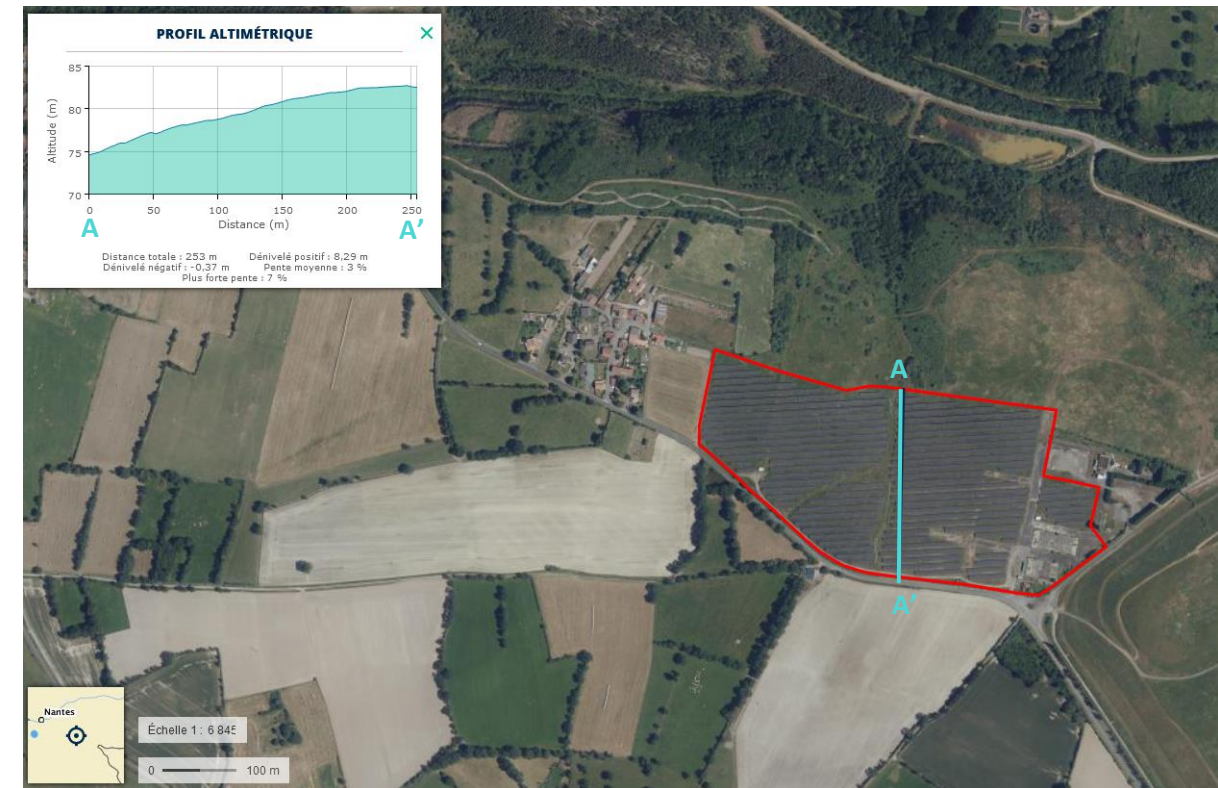 PROFIL ALTIMÉTRIQUE
85
80
75
70
Altitude (m)
0 50 100 150 200 250
Distance (m)
A A’
Distance totale : 253 m Dénivelé positif : 8,29 m
Dénivelé négatif : -0,37 m Pente moyenne : 3 %
Plus forte pente : 7 %
A
A’
Nantes
Échelle 1 : 6 845
0 100 m